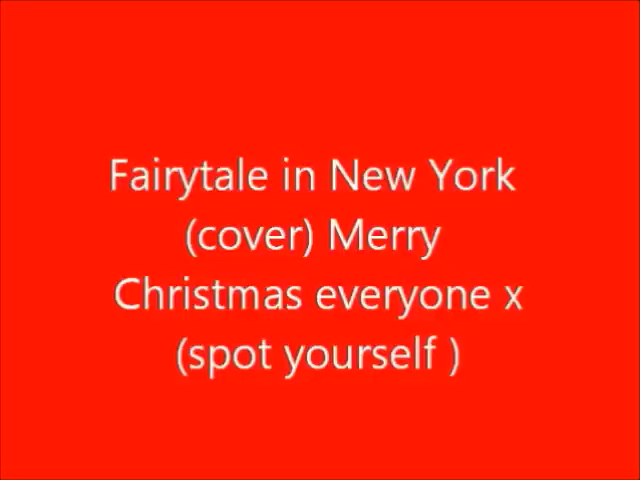 Fairytale in New York
(cover) Merry
Christmas everyone x
(spot yourself )